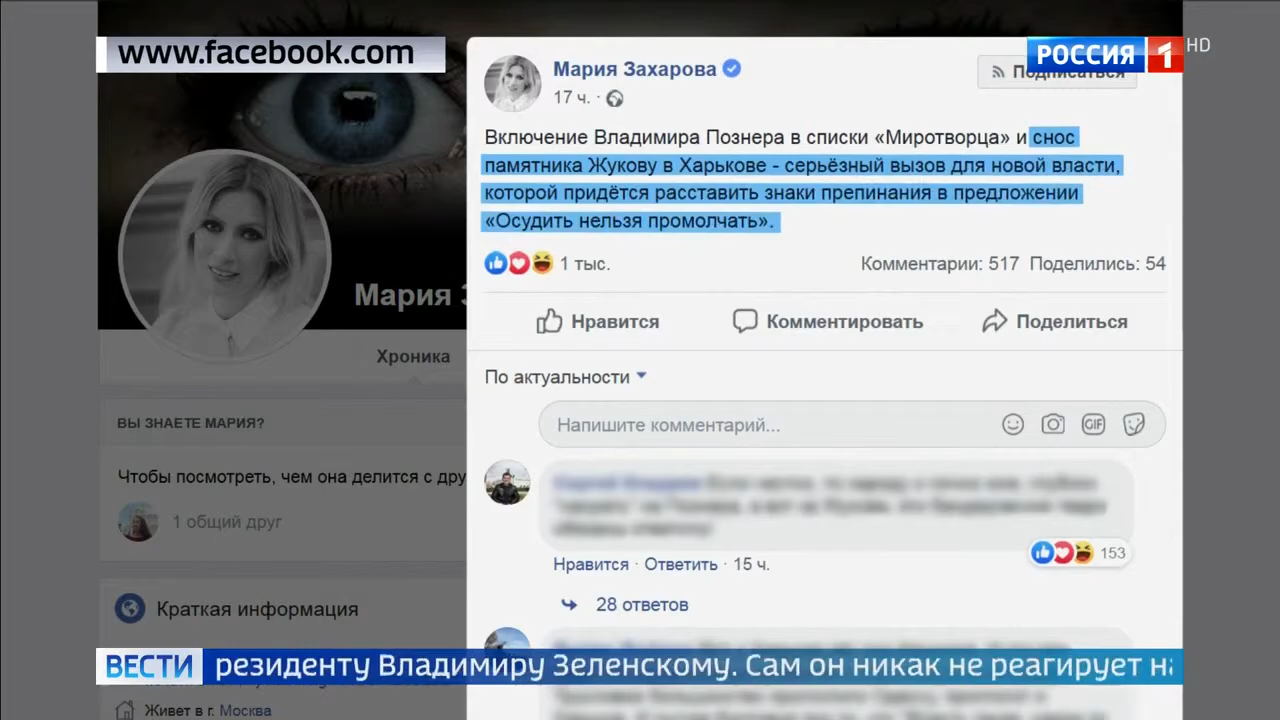 www.facebook.com
РОССИЯ 1
HD
Мария Захарова
Подписаться
17 ч. ·
Включение Владимира Познера в списки «Миротворца» и снос
памятника Жукову в Харькове - серьёзный вызов для новой власти,
которой придётся расставить знаки препинания в предложении
«Осудить нельзя промолчать».
1 тыс.
Комментарии: 517 Поделились: 54
Нравится
Комментировать
Поделиться
По актуальности
Напишите комментарий...
GIF
153
Нравится · Ответить · 15 ч.
28 ответов
Мария
Хроника
ВЫ ЗНАЕТЕ МАРИЯ?
Чтобы посмотреть, чем она делится с дру
1 общий друг
Краткая информация
ВЕСТИ
резиденту Владимиру Зеленскому. Сам он никак не реагирует на
Живет в г. Москва